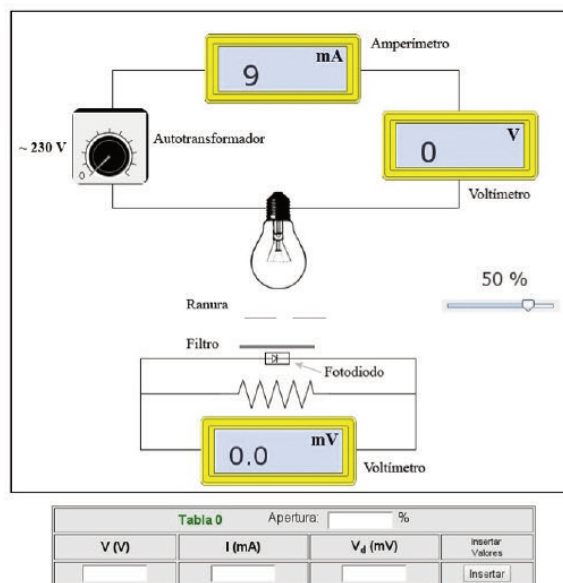 mA
Amperímetro
9
~ 230 V
Autotransformador
0
V
0
Voltímetro
50 %
Ranura
Filtro
Fotodiodo
mV
0.0
Voltímetro
Tabla 0 Apertura: %
V (V) I (mA) Vd (mV) Insertar Valores
Insertar